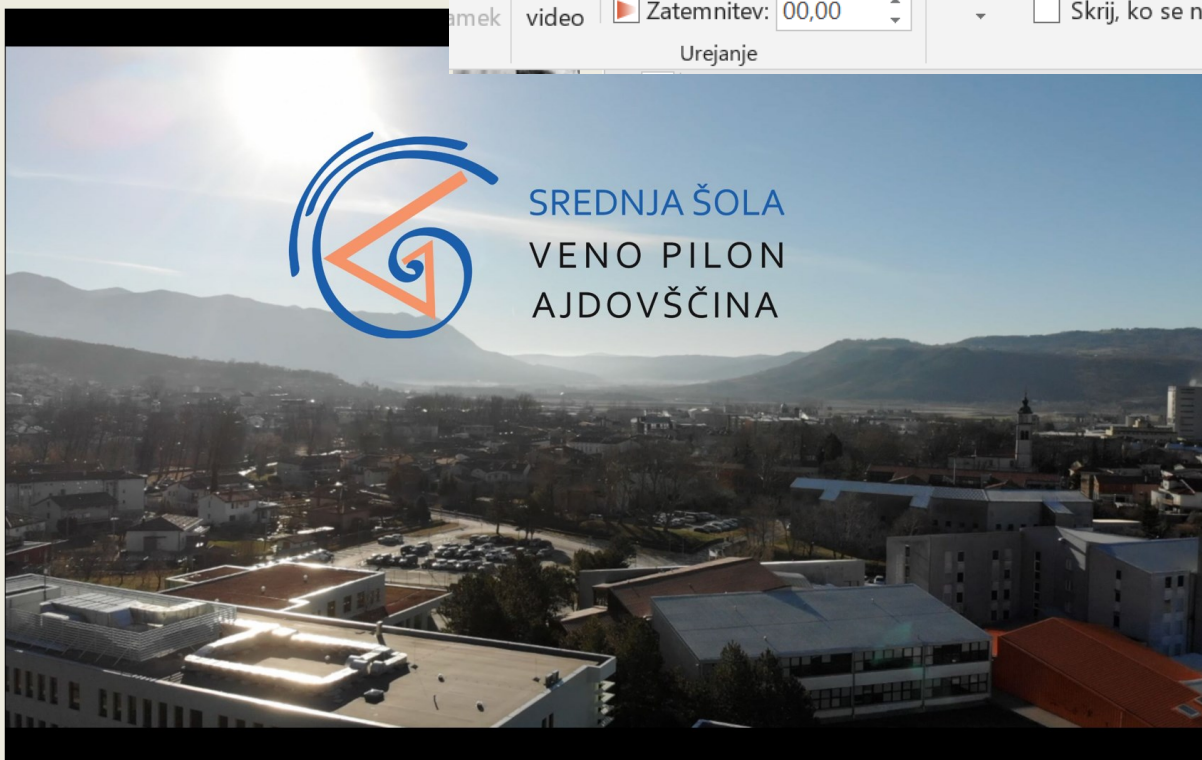 video
Zatemnitev: 00,00
Skrij, ko se
Urejanje
SREDNJA ŠOLA
VENO PILON
AJDOVŠČINA